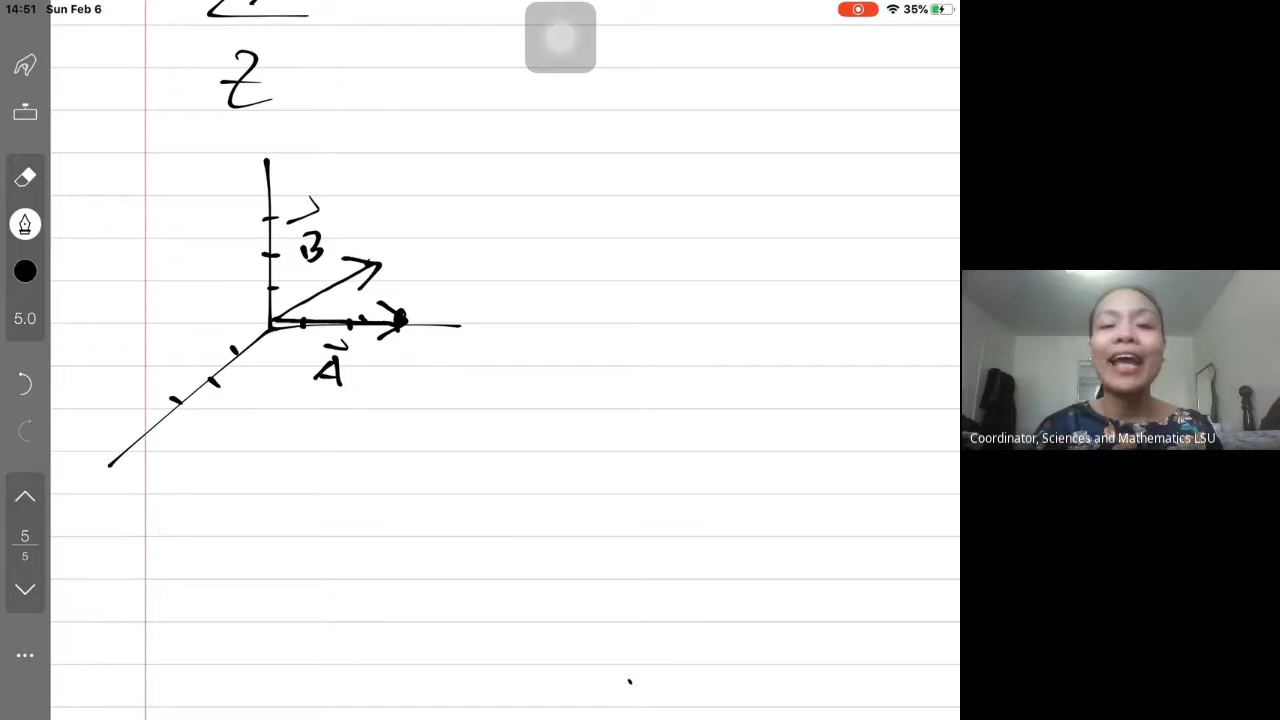 14:51 Sun Feb 6
35%
Z
B
A
5.0
5
5
Coordinator, Sciences and Mathematics LSU